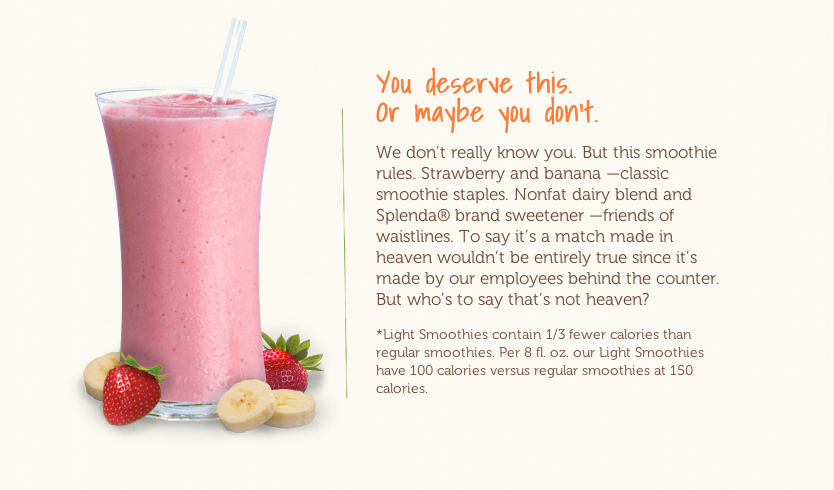 You deserve this.
Or maybe you don't.
We don't really know you. But this smoothie
rules. Strawberry and banana —classic
smoothie staples. Nonfat dairy blend and
Splenda® brand sweetener —friends of
waistlines. To say it's a match made in
heaven wouldn't be entirely true since it's
made by our employees behind the counter.
But who's to say that's not heaven?
*Light Smoothies contain 1/3 fewer calories than
regular smoothies. Per 8 fl. oz. our Light Smoothies
have 100 calories versus regular smoothies at 150
calories.